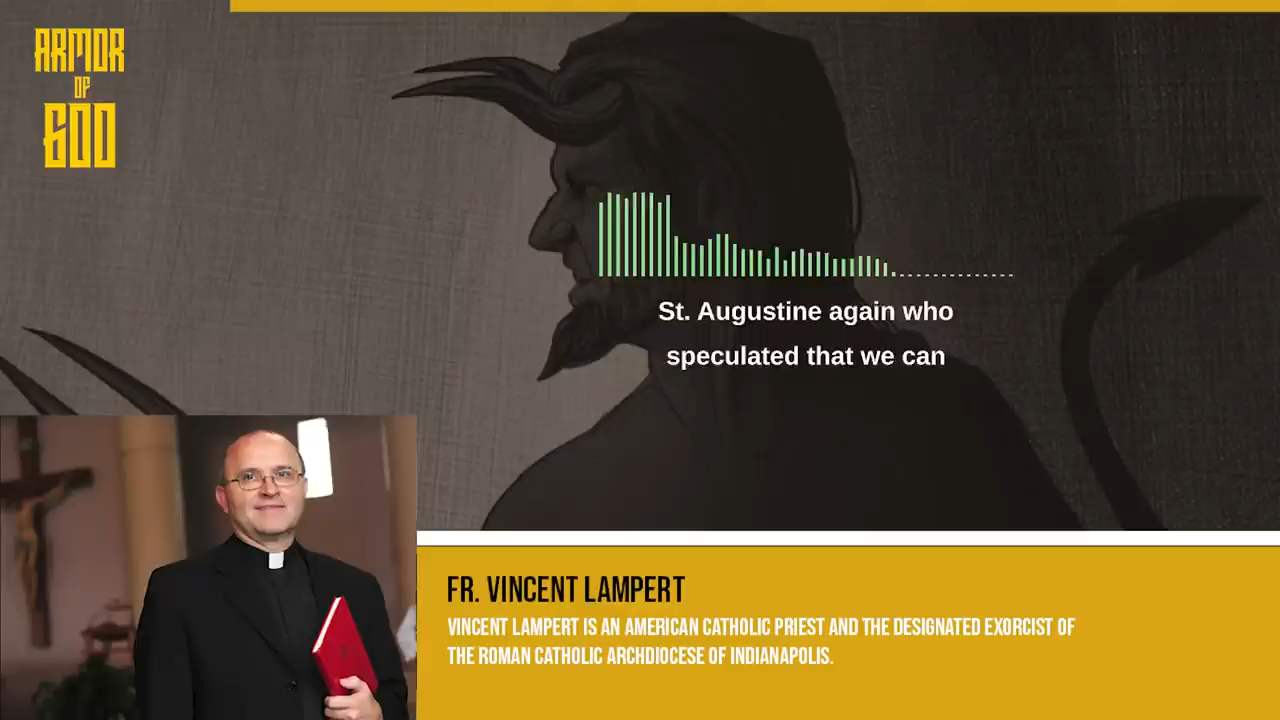 ARMOR
OF
GOD
St. Augustine again who
speculated that we can
FR. VINCENT LAMPERT
VINCENT LAMPERT IS AN AMERICAN CATHOLIC PRIEST AND THE DESIGNATED EXORCIST OF
THE ROMAN CATHOLIC ARCHDIOCESE OF INDIANAPOLIS.